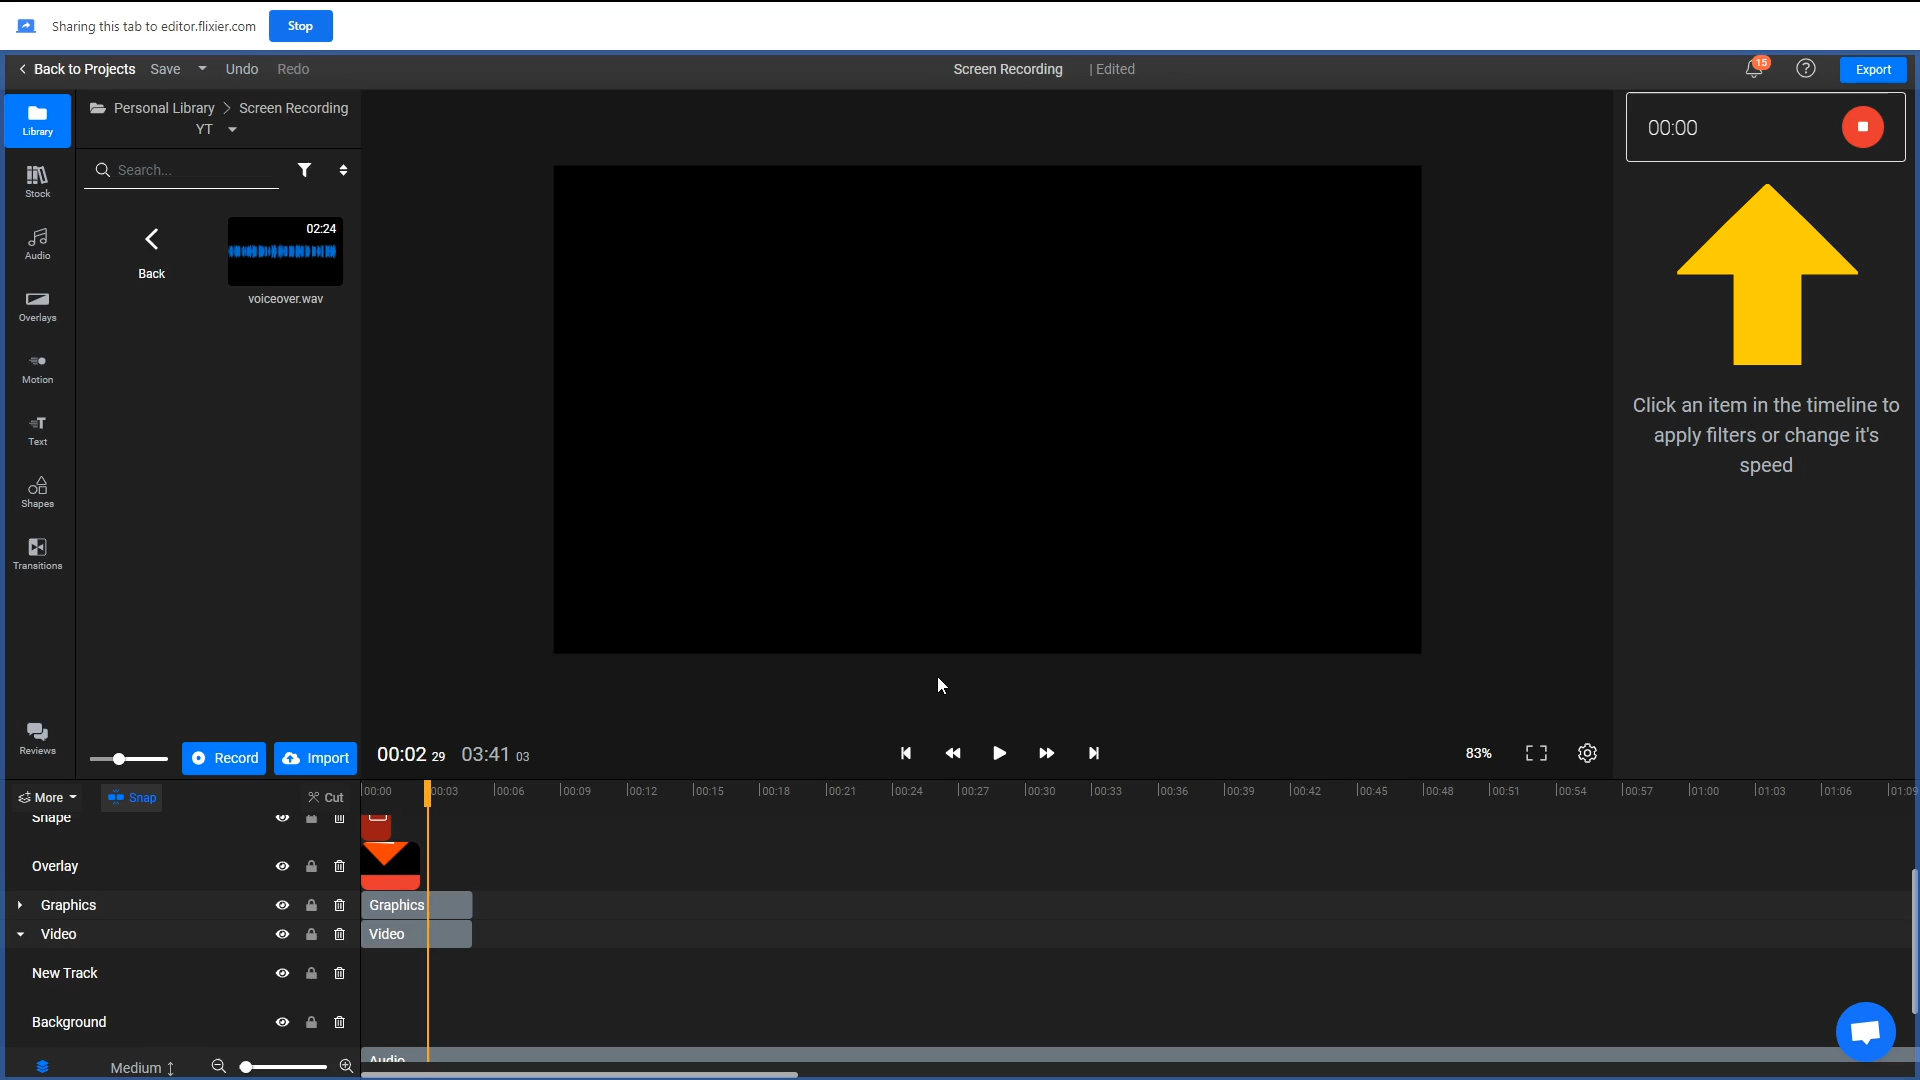 Sharing this tab to editor.flixier.com Stop
Back to Projects Save Undo Redo Screen Recording | Edited 15 ? Export
Library
Stock
Audio
Overlays
Motion
Text
Shapes
Transitions
Reviews
Personal Library > Screen Recording
YT
Search...
Back
02:24
voiceover.wav
Record Import
00:02 29 03:41 03
83%
00:00
Click an item in the timeline to
apply filters or change it's
speed
More Snap Cut
00:00 00:03 00:06 00:09 00:12 00:15 00:18 00:21 00:24 00:27 00:30 00:33 00:36 00:39 00:42 00:45 00:48 00:51 00:54 00:57 01:00 01:03 01:06 01:09
Shape
Overlay
Graphics Graphics
Video Video
New Track
Background
Audio
Medium